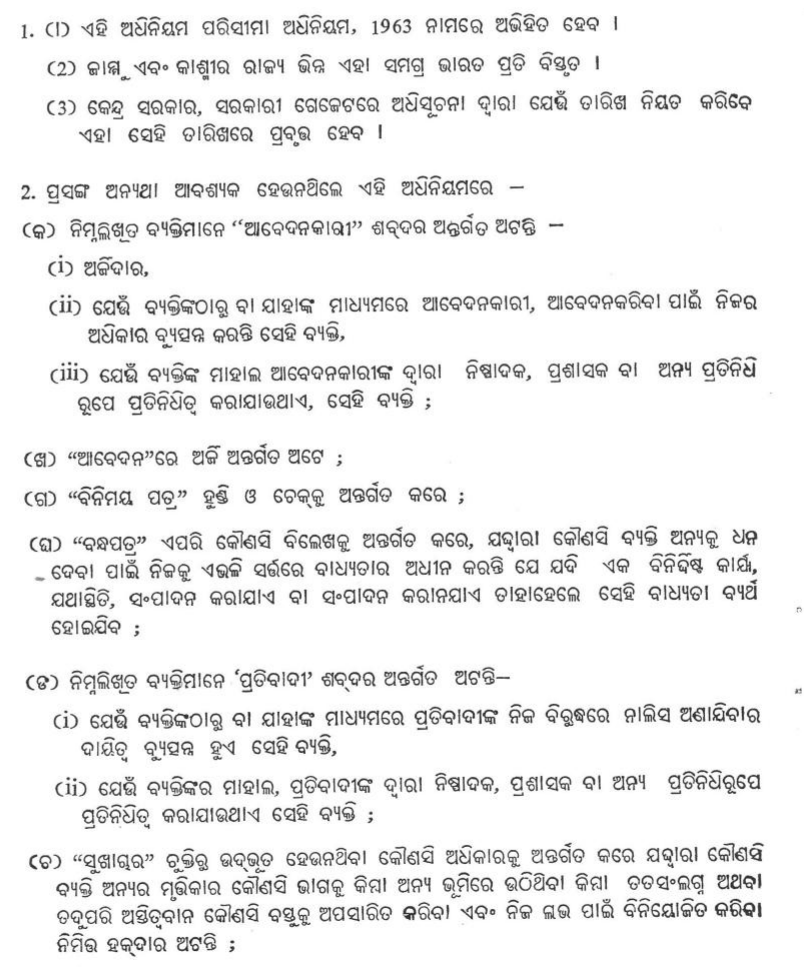 1. (1) ଏହି ଅଧିନିୟମ ପରିସୀମା ଅଧିନିୟମ, 1963 ନାମରେ ଅଭିହିତ ହେବ ।
(2) ଜାମ୍ମୁ ଏବଂ କାଶ୍ମୀର ରାଜ୍ୟ ଭିନ୍ନ ଏହା ସମଗ୍ର ଭାରତ ପ୍ରତି ବିସ୍ତୃତ ।
(3) କେନ୍ଦ୍ର ସରକାର, ସରକାରୀ ଗେଜେଟରେ ଅଧିସୂଚନା ଦ୍ୱାରା ଯେଉଁ ତାରିଖ ନିୟତ କରିବେ
ଏହା ସେହି ତାରିଖରେ ପ୍ରବୃତ୍ତ ହେବ ।
2. ପ୍ରସଙ୍ଗ ଅନ୍ୟଥା ଆବଶ୍ୟକ ହେଉନଥିଲେ ଏହି ଅଧିନିୟମରେ —
(କ) ନିମ୍ନଲିଖିତ ବ୍ୟକ୍ତିମାନେ “ଆବେଦନକାରୀ” ଶବ୍ଦର ଅନ୍ତର୍ଗତ ଅଟନ୍ତି —
(i) ଅର୍ଜିଦାର,
(ii) ଯେଉଁ ବ୍ୟକ୍ତିଙ୍କଠାରୁ ବା ଯାହାଙ୍କ ମାଧ୍ୟମରେ ଆବେଦନକାରୀ, ଆବେଦନକରିବା ପାଇଁ ନିଜର
ଅଧିକାର ବ୍ୟୁତ୍ପନ୍ନ କରନ୍ତି ସେହି ବ୍ୟକ୍ତି,
(iii) ଯେଉଁ ବ୍ୟକ୍ତିଙ୍କ ମାହାଲ ଆବେଦନକାରୀଙ୍କ ଦ୍ୱାରା ନିଷ୍ପାଦକ, ପ୍ରଶାସକ ବା ଅନ୍ୟ ପ୍ରତିନିଧି
ରୂପେ ପ୍ରତିନିଧିତ୍ୱ କରାଯାଉଥାଏ, ସେହି ବ୍ୟକ୍ତି ;
(ଖ) “ଆବେଦନ”ରେ ଅର୍ଜି ଅନ୍ତର୍ଗତ ଅଟେ ;
(ଗ) “ବିନିମୟ ପତ୍ର” ହୁଣ୍ଡି ଓ ଚେକ୍‌କୁ ଅନ୍ତର୍ଗତ କରେ ;
(ଘ) “ବନ୍ଧପତ୍ର” ଏପରି କୌଣସି ବିଲେଖକୁ ଅନ୍ତର୍ଗତ କରେ, ଯଦ୍ଦ୍ୱାରା କୌଣସି ବ୍ୟକ୍ତି ଅନ୍ୟକୁ ଧନ
ଦେବା ପାଇଁ ନିଜକୁ ଏଭଳି ସର୍ତ୍ତରେ ବାଧ୍ୟତାର ଅଧୀନ କରନ୍ତି ଯେ ଯଦି ଏକ ବିନିର୍ଦ୍ଦିଷ୍ଟ କାର୍ଯ୍ୟ,
ଯଥାସ୍ଥିତି, ସଂପାଦନ କରାଯାଏ ବା ସଂପାଦନ କରାନଯାଏ ତାହାହେଲେ ସେହି ବାଧ୍ୟତା ବ୍ୟର୍ଥ
ହୋଇଯିବ ;
(ଙ) ନିମ୍ନଲିଖିତ ବ୍ୟକ୍ତିମାନେ ‘ପ୍ରତିବାଦୀ’ ଶବ୍ଦର ଅନ୍ତର୍ଗତ ଅଟନ୍ତି—
(i) ଯେଉଁ ବ୍ୟକ୍ତିଙ୍କଠାରୁ ବା ଯାହାଙ୍କ ମାଧ୍ୟମରେ ପ୍ରତିବାଦୀଙ୍କ ନିଜ ବିରୁଦ୍ଧରେ ନାଲିସ ଅଣାଯିବାର
ଦାୟିତ୍ୱ ବ୍ୟୁତ୍ପନ୍ନ ହୁଏ ସେହି ବ୍ୟକ୍ତି,
(ii) ଯେଉଁ ବ୍ୟକ୍ତିଙ୍କର ମାହାଲ, ପ୍ରତିବାଦୀଙ୍କ ଦ୍ୱାରା ନିଷ୍ପାଦକ, ପ୍ରଶାସକ ବା ଅନ୍ୟ ପ୍ରତିନିଧିରୂପେ
ପ୍ରତିନିଧିତ୍ୱ କରାଯାଉଥାଏ ସେହି ବ୍ୟକ୍ତି ;
(ଚ) “ସୁଖାଚାର” ଚୁକ୍ତିରୁ ଉଦ୍‌ଭୂତ ହେଉନଥିବା କୌଣସି ଅଧିକାରକୁ ଅନ୍ତର୍ଗତ କରେ ଯଦ୍ଦ୍ୱାରା କୌଣସି
ବ୍ୟକ୍ତି ଅନ୍ୟର ମୃତ୍ତିକାର କୌଣସି ଭାଗକୁ କିମ୍ବା ଅନ୍ୟ ଭୂମିରେ ଉଠିଥିବା କିମ୍ବା ତତସଂଲଗ୍ନ ଅଥବା
ତଦୁପରି ଅସ୍ତିତ୍ୱବାନ କୌଣସି ବସ୍ତୁକୁ ଅପସାରିତ କରିବା ଏବଂ ନିଜ ଲାଭ ପାଇଁ ବିନିୟୋଜିତ କରିବା
ନିମିତ୍ତ ହକ୍‌ଦାର ଅଟନ୍ତି ;